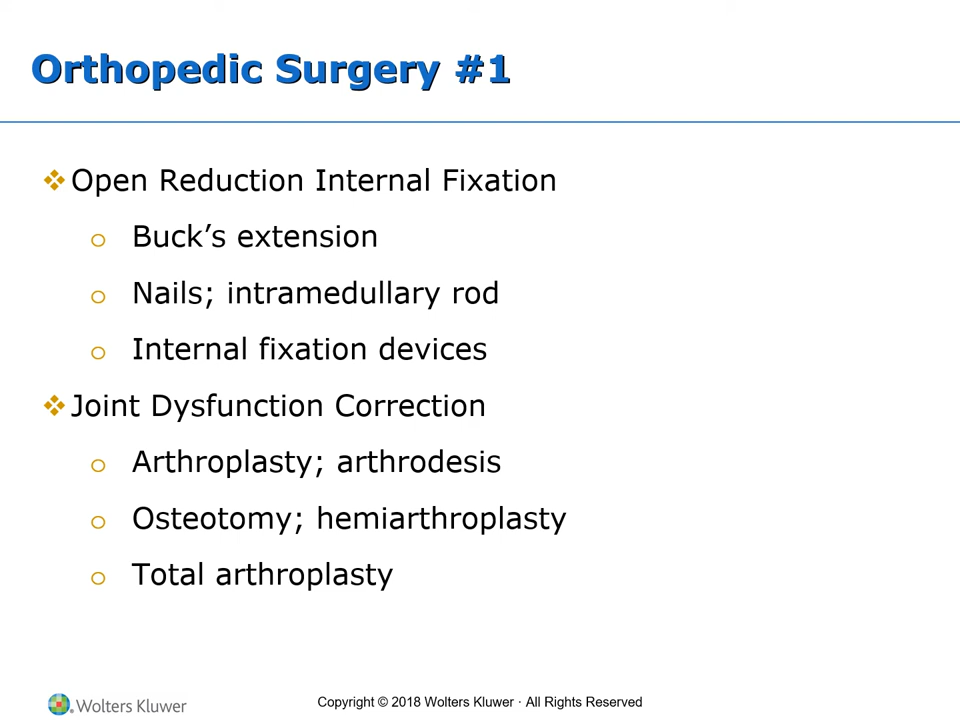 Orthopedic Surgery #1
❖ Open Reduction Internal Fixation
o Buck’s extension
o Nails; intramedullary rod
o Internal fixation devices
❖ Joint Dysfunction Correction
o Arthroplasty; arthrodesis
o Osteotomy; hemiarthroplasty
o Total arthroplasty
Wolters Kluwer
Copyright © 2018 Wolters Kluwer · All Rights Reserved